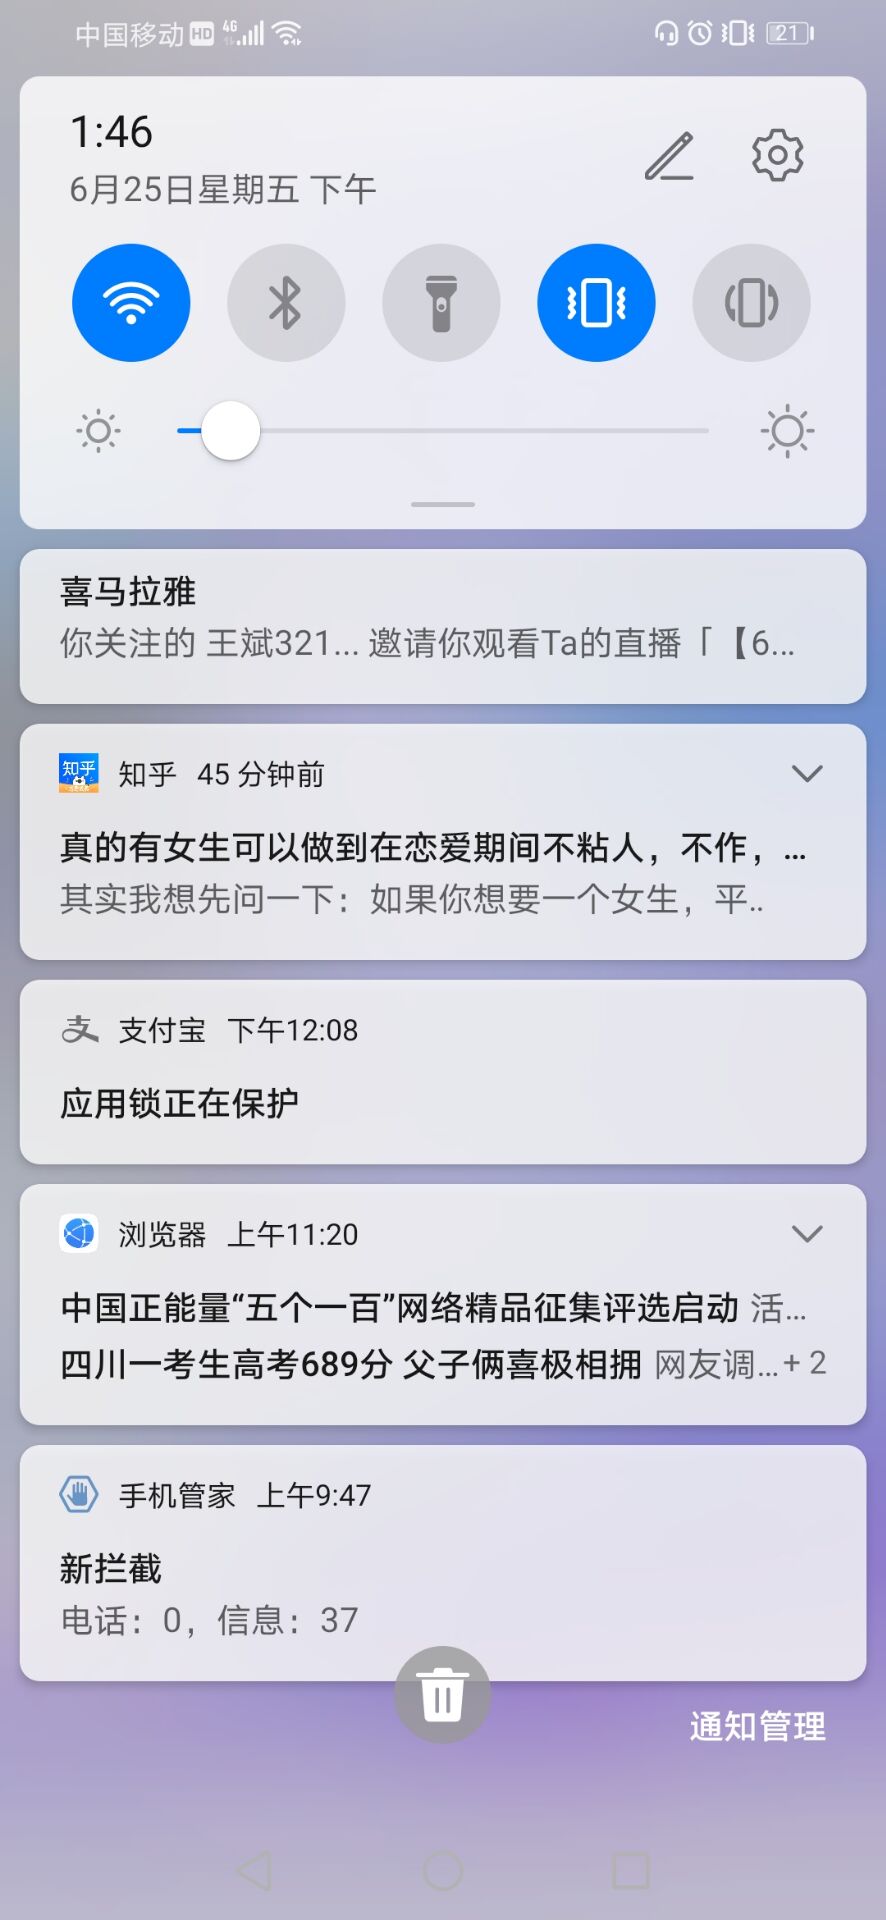 中国移动 HD 4G 21
1:46
6月25日星期五 下午
喜马拉雅
你关注的 王斌321... 邀请你观看Ta的直播「【6...
知乎 知乎 45 分钟前
真的有女生可以做到在恋爱期间不粘人，不作，...
其实我想先问一下：如果你想要一个女生，平..
支 支付宝 下午12:08
应用锁正在保护
浏览器 上午11:20
中国正能量“五个一百”网络精品征集评选启动 活...
四川一考生高考689分 父子俩喜极相拥 网友调...+ 2
手机管家 上午9:47
新拦截
电话：0，信息：37
通知管理